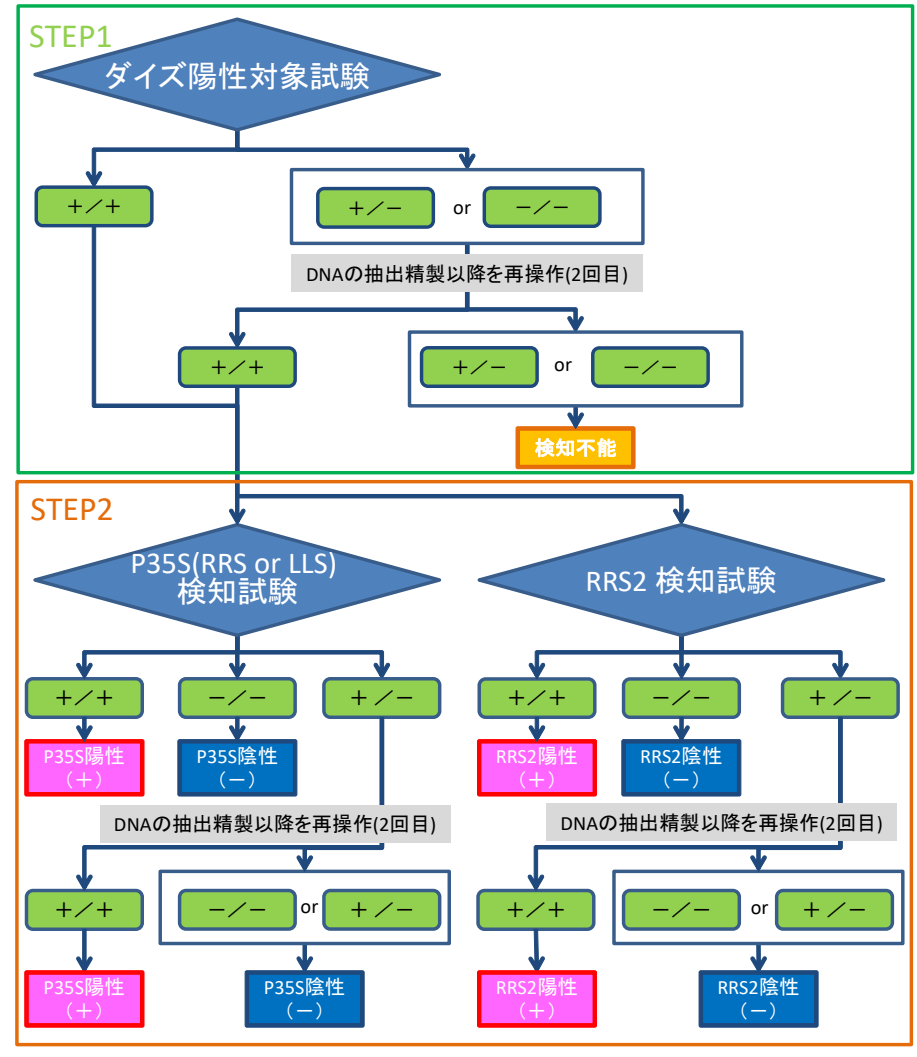 STEP1
ダイズ陽性対象試験
+/+
+/-
or
-/-
DNAの抽出精製以降を再操作(2回目)
+/+
+/-
or
-/-
検知不能
STEP2
P35S(RRS or LLS)
検知試験
RRS2 検知試験
+/+
-/-
+/-
+/+
-/-
+/-
P35S陽性
(+)
P35S陰性
(-)
RRS2陽性
(+)
RRS2陰性
(-)
DNAの抽出精製以降を再操作(2回目)
DNAの抽出精製以降を再操作(2回目)
+/+
-/-
or
+/-
+/+
-/-
or
+/-
P35S陽性
(+)
P35S陰性
(-)
RRS2陽性
(+)
RRS2陰性
(-)